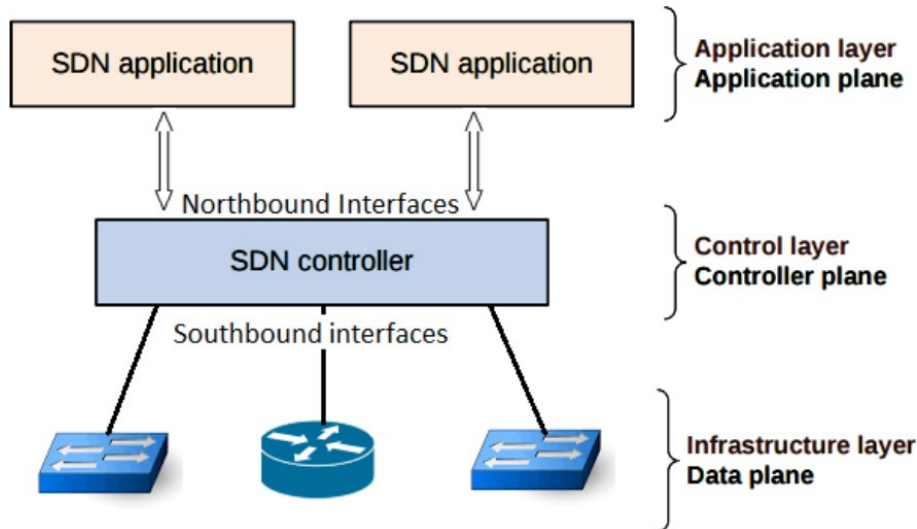 SDN application
SDN application
Application layer
Application plane
Northbound Interfaces
SDN controller
Control layer
Controller plane
Southbound interfaces
Infrastructure layer
Data plane